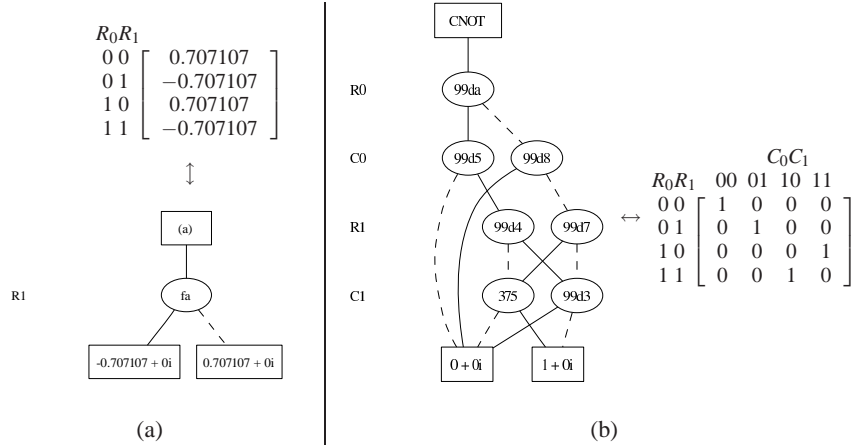 R0R1
0 0 0.707107
0 1 −0.707107
1 0 0.707107
1 1 −0.707107
↕
(a)
R1
fa
-0.707107 + 0i 0.707107 + 0i
(a)
CNOT
R0
99da
C0
99d5 99d8
R1
99d4 99d7
C1
375 99d3
0 + 0i 1 + 0i
↔
C0C1
R0R1 00 01 10 11
0 0 1 0 0 0
0 1 0 1 0 0
1 0 0 0 0 1
1 1 0 0 1 0
(b)